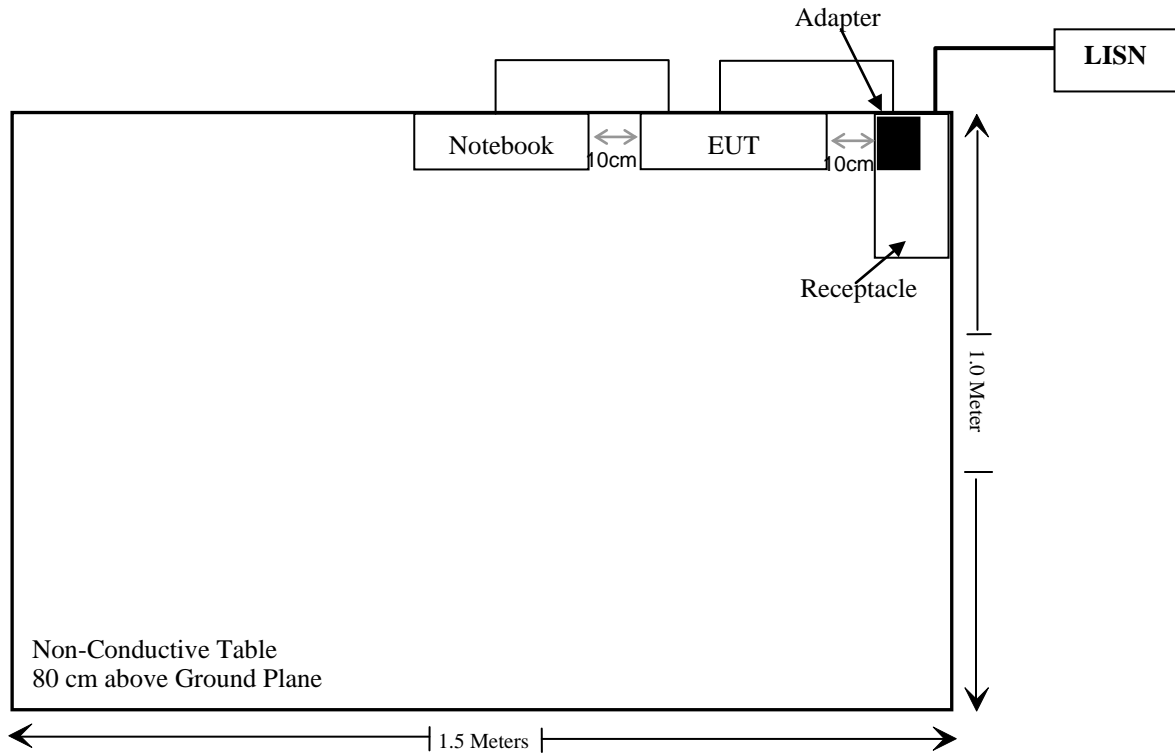 Adapter
LISN
Notebook
10cm
EUT
10cm
Receptacle
1.0 Meter
Non-Conductive Table
80 cm above Ground Plane
1.5 Meters